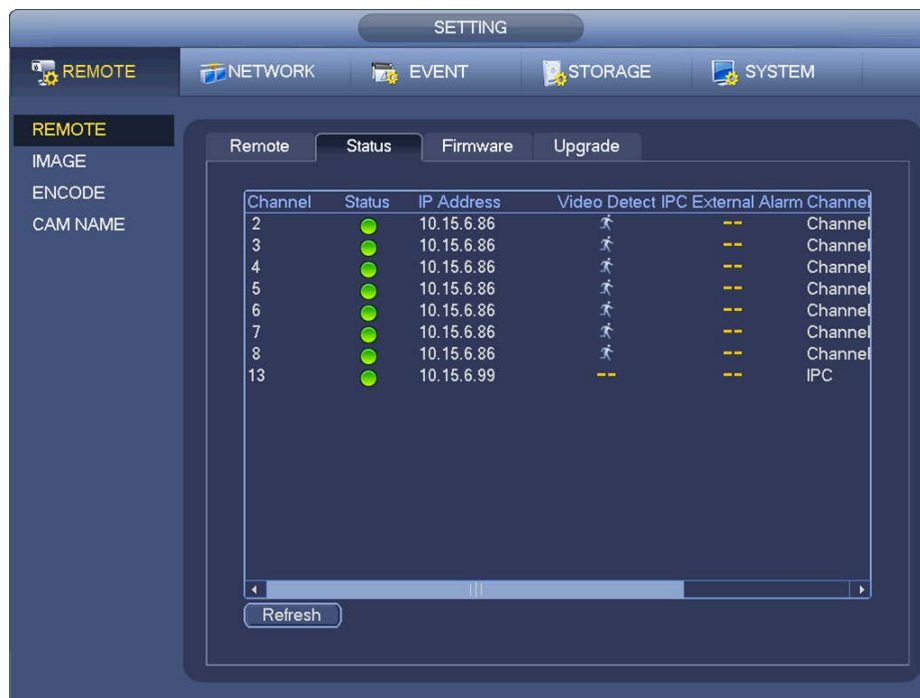 SETTING
REMOTE NETWORK EVENT STORAGE SYSTEM
REMOTE
IMAGE
ENCODE
CAM NAME
Remote Status Firmware Upgrade
Channel Status IP Address Video Detect IPC External Alarm Channel
2 10.15.6.86 -- Channel
3 10.15.6.86 -- Channel
4 10.15.6.86 -- Channel
5 10.15.6.86 -- Channel
6 10.15.6.86 -- Channel
7 10.15.6.86 -- Channel
8 10.15.6.86 -- Channel
13 10.15.6.99 -- -- IPC
Refresh